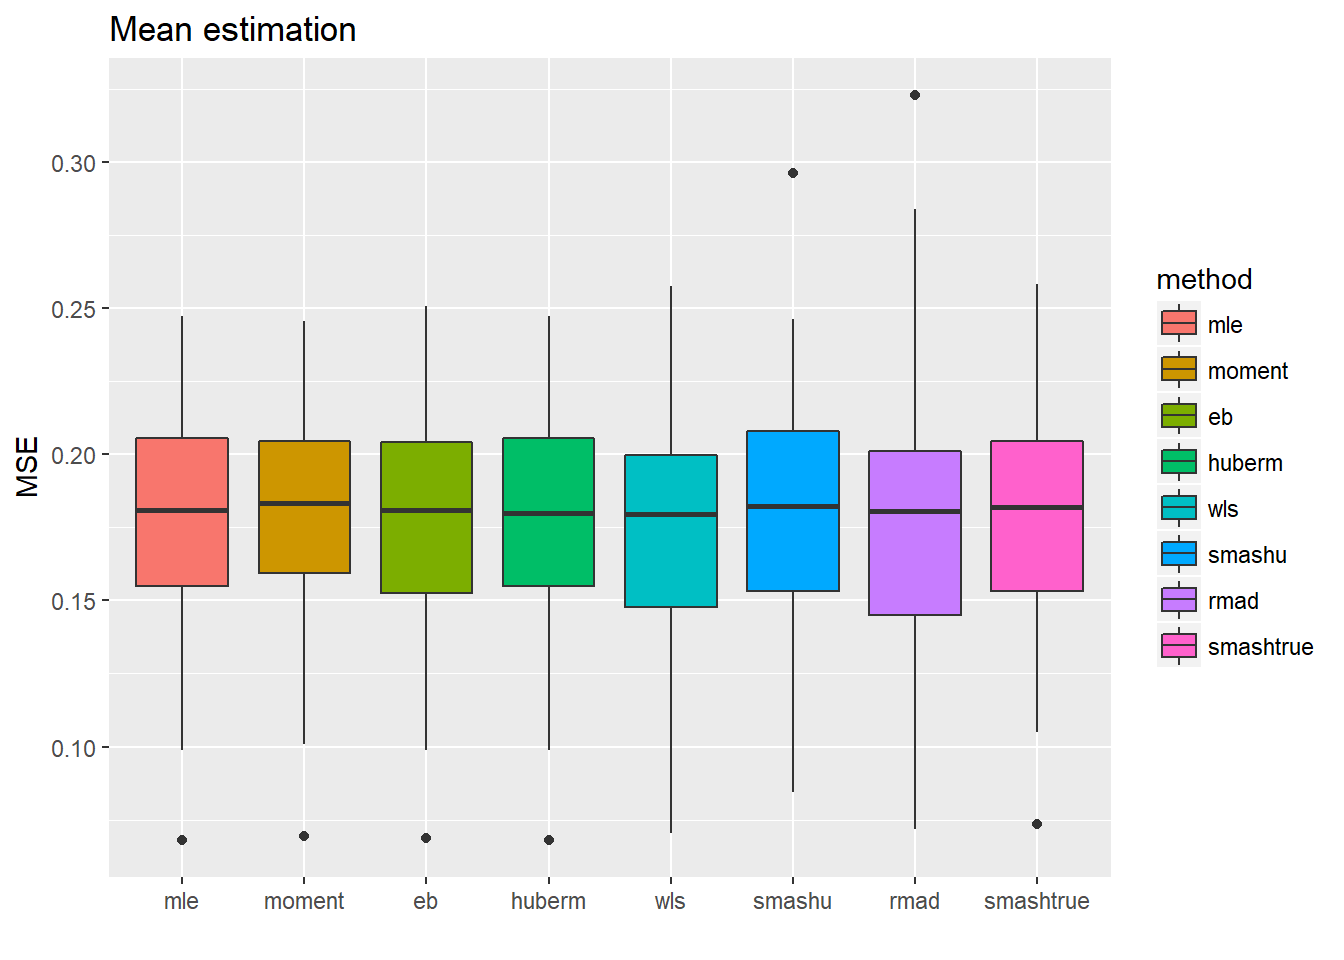 Mean estimation
MSE
0.30
0.25
0.20
0.15
0.10
mle
moment
eb
huberm
wls
smashu
rmad
smashtrue
method
mle
moment
eb
huberm
wls
smashu
rmad
smashtrue